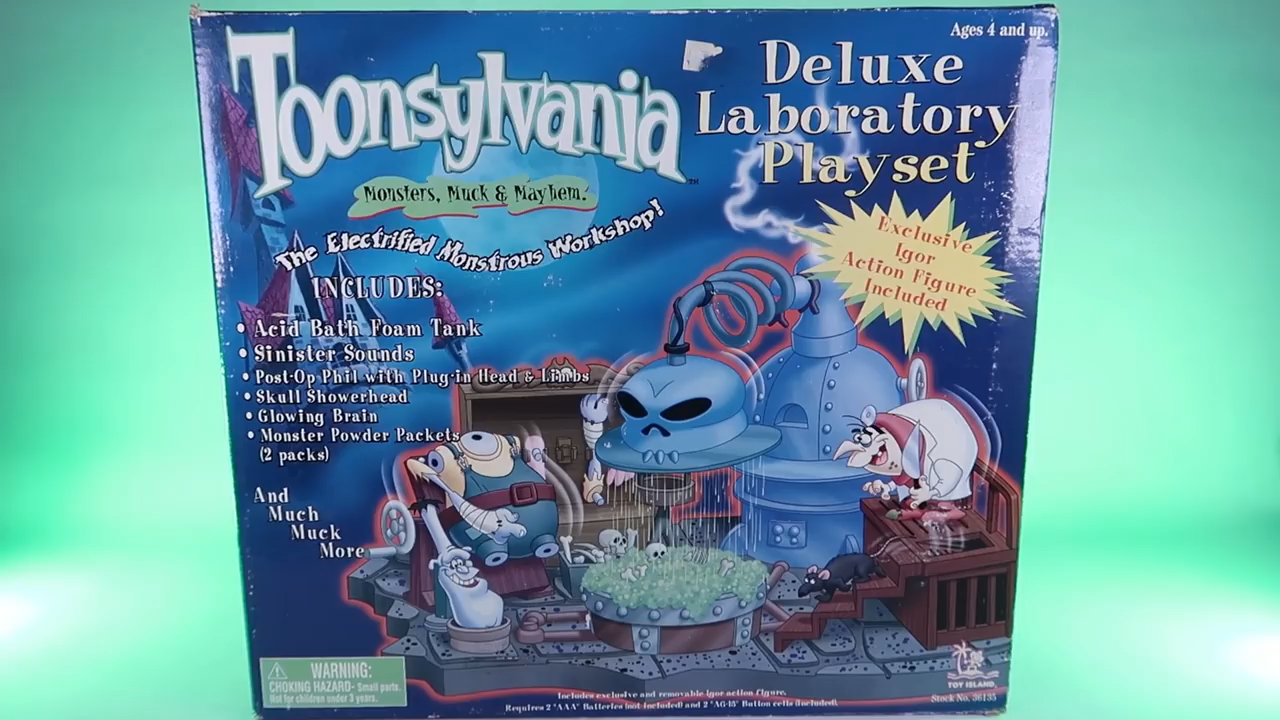 Ages 4 and up.
Toonsylvania™
Monsters, Muck & Mayhem.
Deluxe
Laboratory
Playset
The Electrified Monstrous Workshop!
Exclusive
Igor
Action Figure
Included
INCLUDES:
• Acid Bath Foam Tank
• Sinister Sounds
• Post-Op Phil with Plug-in Head & Limbs
• Skull Showerhead
• Glowing Brain
• Monster Powder Packets
(2 packs)
And
Much
Muck
More
WARNING:
CHOKING HAZARD- Small parts.
Not for children under 3 years.
TOY ISLAND
Stock No. 36135
Includes exclusive and removable Igor action figure.
Requires 2 "AAA" Batteries (not included) and 2 "AG-13" Button cells (included).